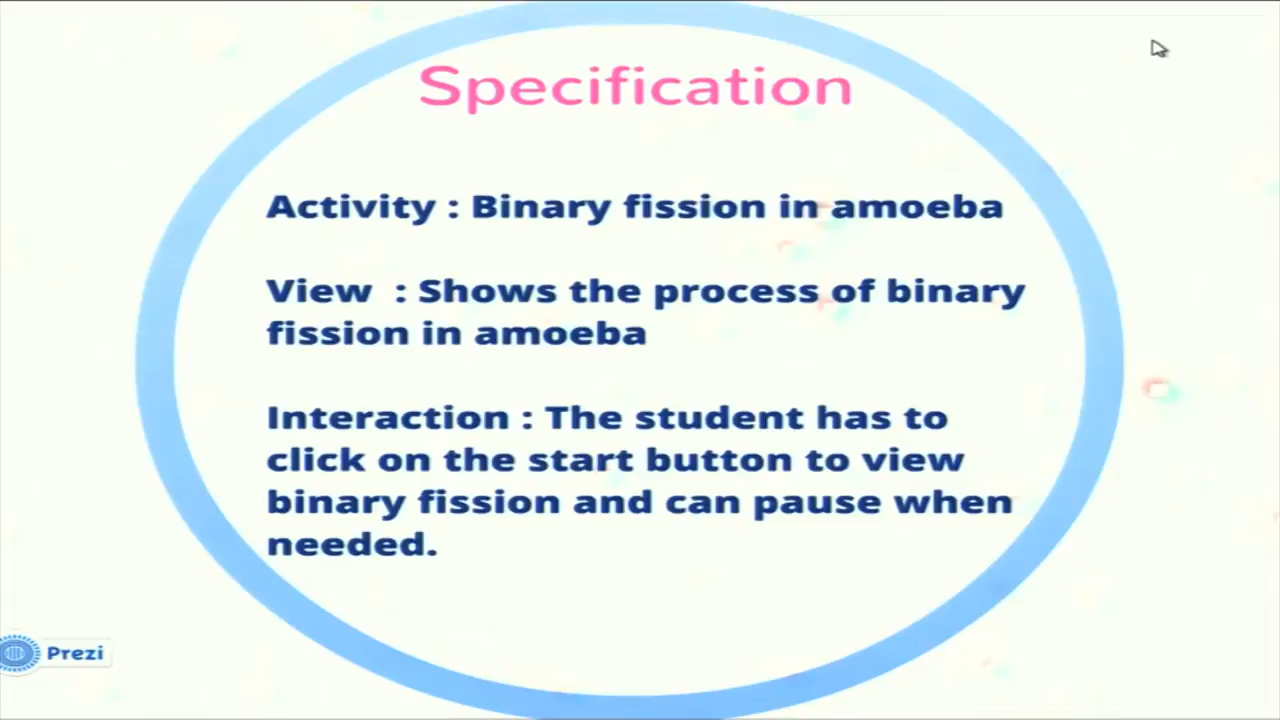 Specification
Activity : Binary fission in amoeba
View : Shows the process of binary
fission in amoeba
Interaction : The student has to
click on the start button to view
binary fission and can pause when
needed.
Prezi